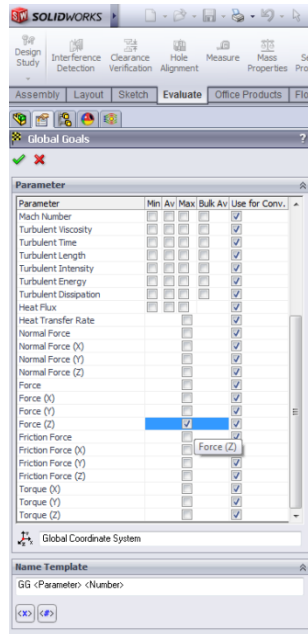 SOLIDWORKS
Design Study
Interference Detection
Clearance Verification
Hole Alignment
Measure
Mass Properties
Assembly Layout Sketch Evaluate Office Products Flo
Global Goals ?
Parameter
Parameter Min Av Max Bulk Av Use for Conv.
Mach Number
Turbulent Viscosity
Turbulent Time
Turbulent Length
Turbulent Intensity
Turbulent Energy
Turbulent Dissipation
Heat Flux
Heat Transfer Rate
Normal Force
Normal Force (X)
Normal Force (Y)
Normal Force (Z)
Force
Force (X)
Force (Y)
Force (Z)
Friction Force
Force (Z)
Friction Force (X)
Friction Force (Y)
Friction Force (Z)
Torque (X)
Torque (Y)
Torque (Z)
Global Coordinate System
Name Template
GG <Parameter> <Number>
<x> <#>